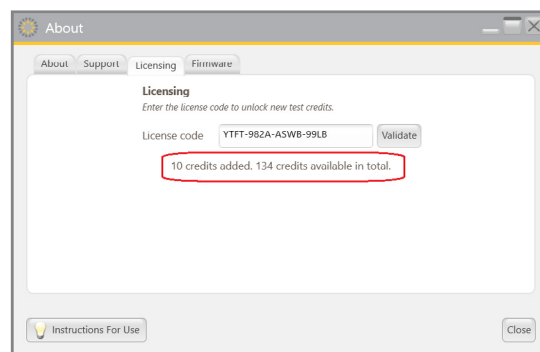 About
About Support Licensing Firmware
Licensing
Enter the license code to unlock new test credits.
License code YTFT-982A-ASWB-99LB Validate
10 credits added. 134 credits available in total.
Instructions For Use Close